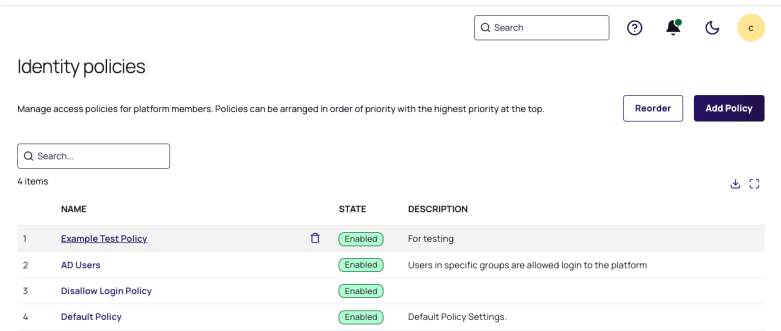 Search
c
Identity policies
Manage access policies for platform members. Policies can be arranged in order of priority with the highest priority at the top.
Reorder
Add Policy
Search...
4 items
NAME STATE DESCRIPTION
1 Example Test Policy Enabled For testing
2 AD Users Enabled Users in specific groups are allowed login to the platform
3 Disallow Login Policy Enabled
4 Default Policy Enabled Default Policy Settings.